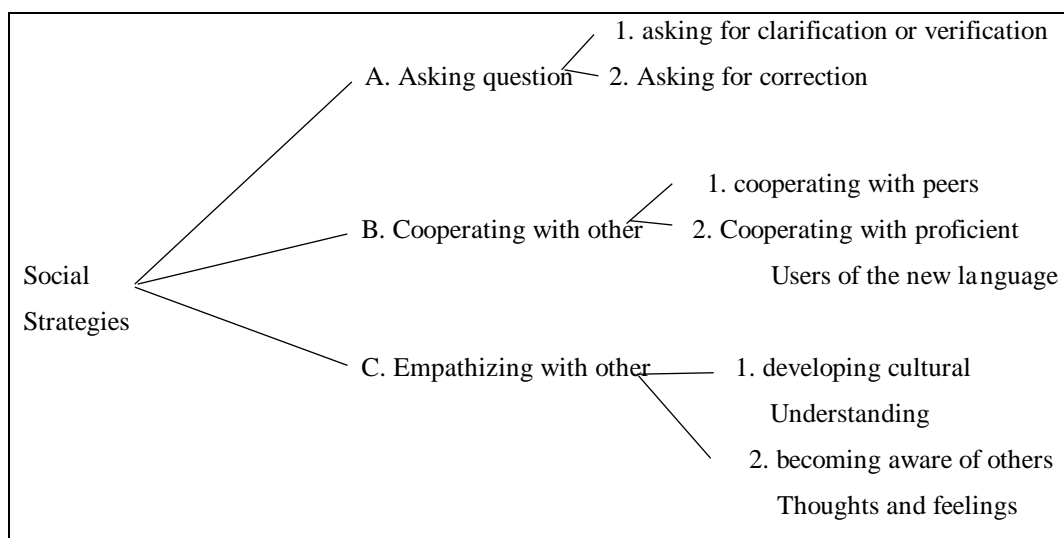 1. asking for clarification or verification
A. Asking question
2. Asking for correction
1. cooperating with peers
B. Cooperating with other
2. Cooperating with proficient
Users of the new language
Social
Strategies
C. Empathizing with other
1. developing cultural
Understanding
2. becoming aware of others
Thoughts and feelings